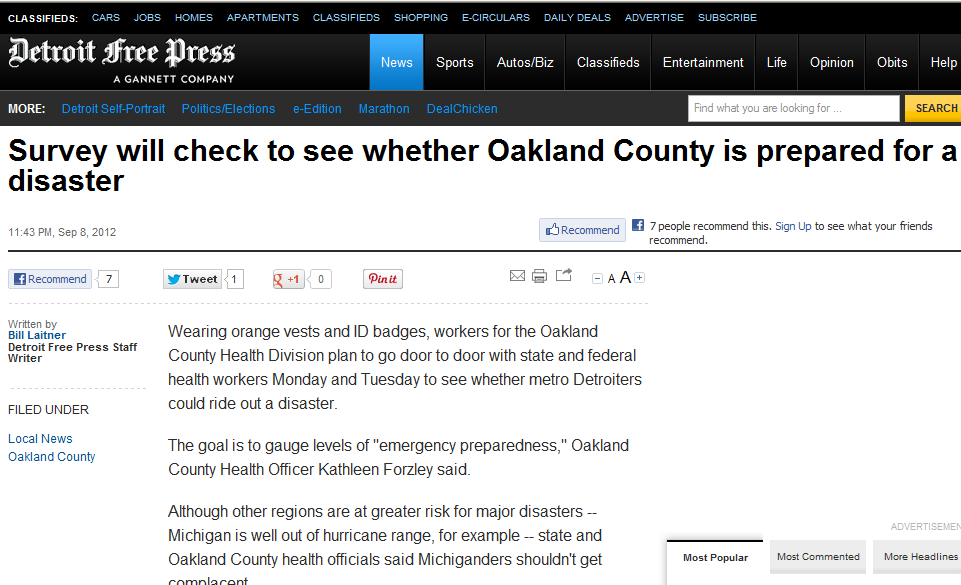 CLASSIFIEDS: CARS JOBS HOMES APARTMENTS CLASSIFIEDS SHOPPING E-CIRCULARS DAILY DEALS ADVERTISE SUBSCRIBE
Detroit Free Press
A GANNETT COMPANY
News Sports Autos/Biz Classifieds Entertainment Life Opinion Obits Help
MORE: Detroit Self-Portrait Politics/Elections e-Edition Marathon DealChicken
Find what you are looking for ... SEARCH
Survey will check to see whether Oakland County is prepared for a
disaster
11:43 PM, Sep 8, 2012
Recommend
7 people recommend this. Sign Up to see what your friends
recommend.
Recommend 7 Tweet 1 +1 0 Pin it
A A
Written by
Bill Laitner
Detroit Free Press Staff
Writer
FILED UNDER
Local News
Oakland County
Wearing orange vests and ID badges, workers for the Oakland
County Health Division plan to go door to door with state and federal
health workers Monday and Tuesday to see whether metro Detroiters
could ride out a disaster.
The goal is to gauge levels of "emergency preparedness," Oakland
County Health Officer Kathleen Forzley said.
Although other regions are at greater risk for major disasters --
Michigan is well out of hurricane range, for example -- state and
Oakland County health officials said Michiganders shouldn't get
complacent
ADVERTISEMEN
Most Popular Most Commented More Headlines